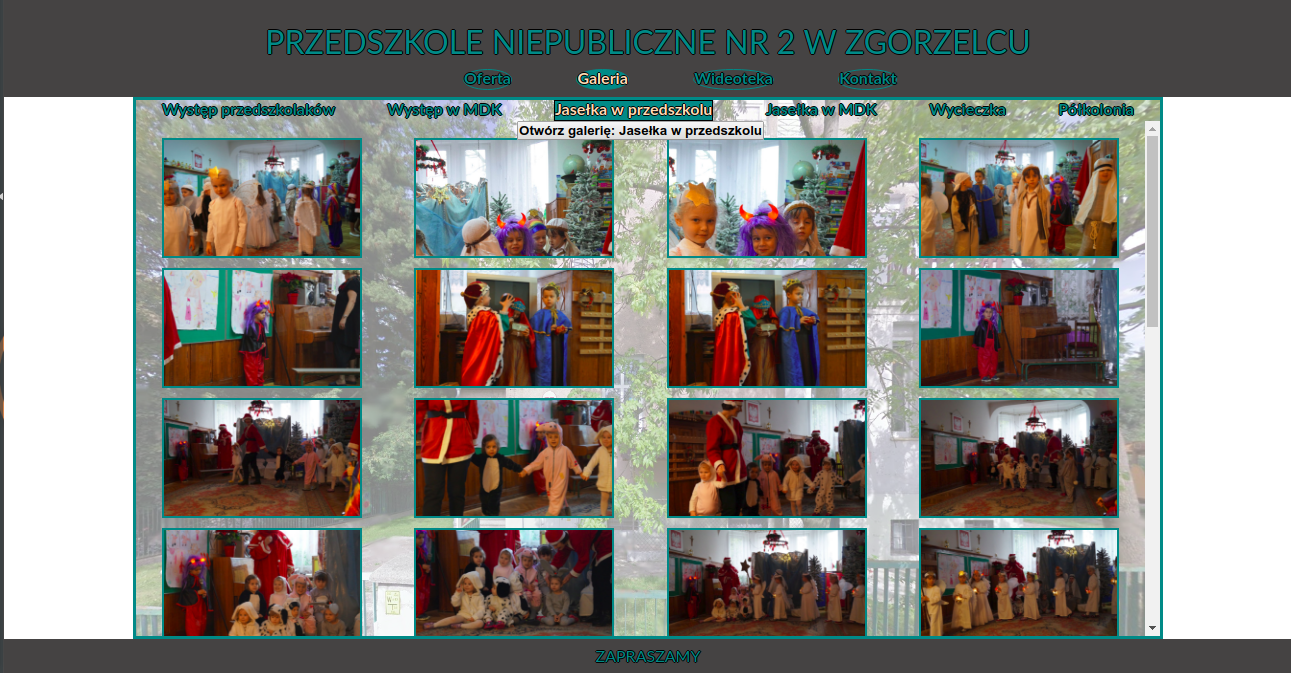 PRZEDSZKOLE NIEPUBLICZNE NR 2 W ZGORZELCU
Oferta Galeria Wideoteka Kontakt
Występ przedszkolaków Występ w MDK Jasełka w przedszkolu Jasełka w MDK Wycieczka Półkolonia
Otwórz galerię: Jasełka w przedszkolu
ZAPRASZAMY